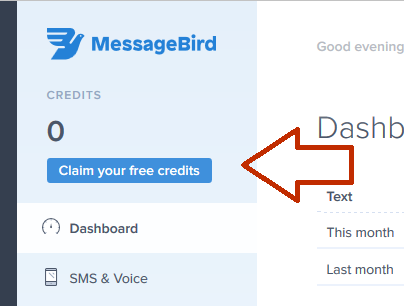 MessageBird
Good evening
CREDITS
0
Dashb
Claim your free credits
Text
Dashboard
This month
Last month
SMS & Voice